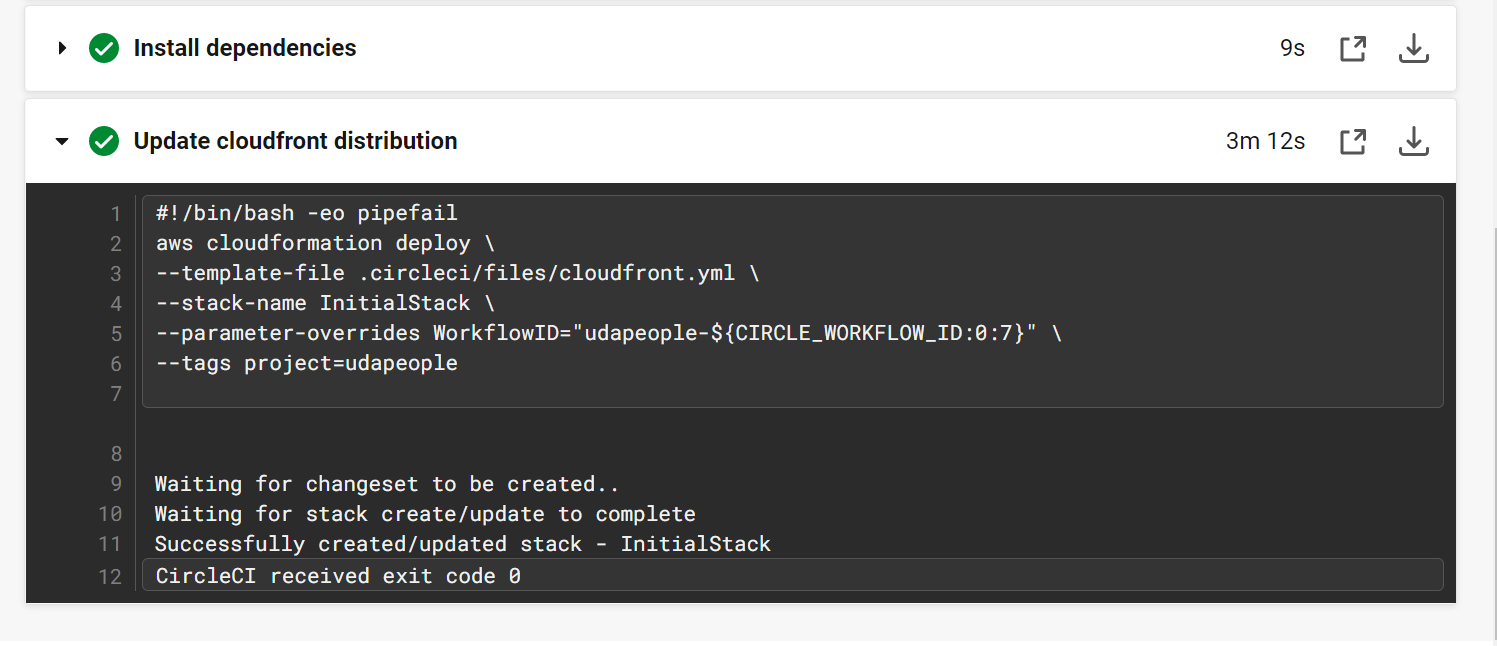 Install dependencies 9s
Update cloudfront distribution 3m 12s
1 #!/bin/bash -eo pipefail
2 aws cloudformation deploy \
3 --template-file .circleci/files/cloudfront.yml \
4 --stack-name InitialStack \
5 --parameter-overrides WorkflowID="udapeople-${CIRCLE_WORKFLOW_ID:0:7}" \
6 --tags project=udapeople
7
8
9 Waiting for changeset to be created..
10 Waiting for stack create/update to complete
11 Successfully created/updated stack - InitialStack
12 CircleCI received exit code 0